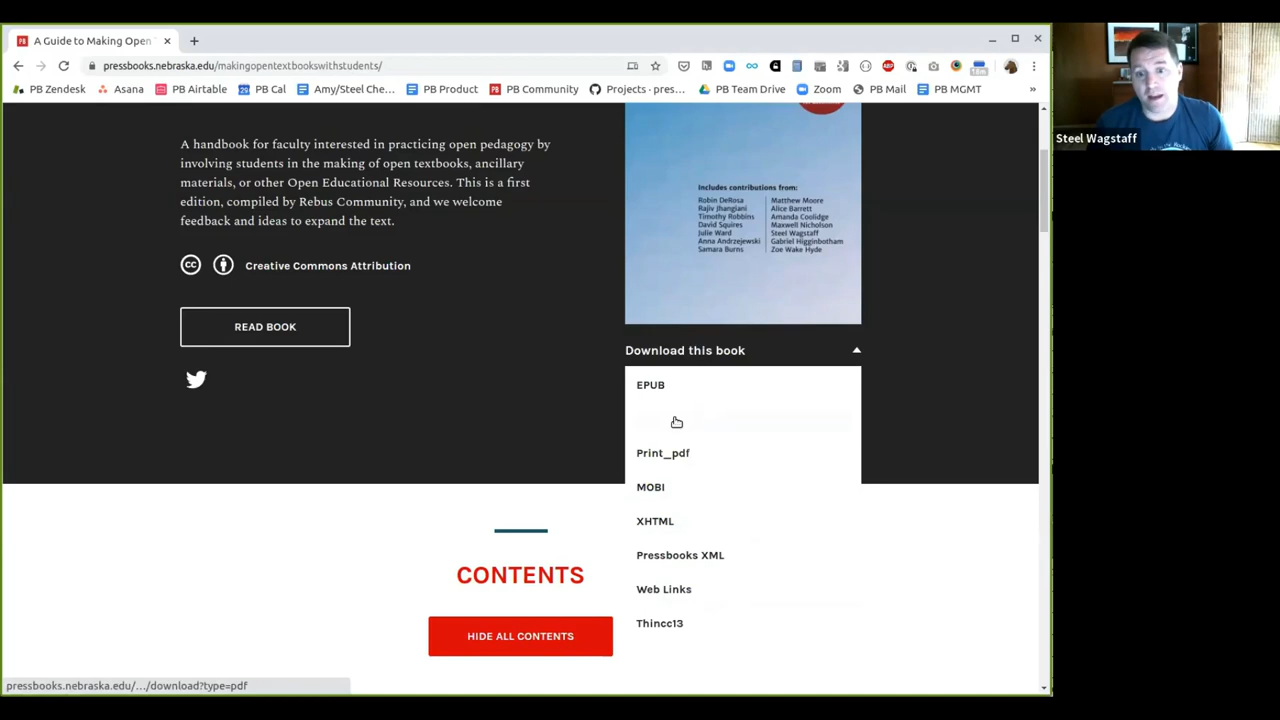 A Guide to Making Open
pressbooks.nebraska.edu/makingopentextbookswithstudents/
18m
PB Zendesk
Asana
PB Airtable
PB Cal
Amy/Steel Che...
PB Product
PB Community
Projects · pres...
PB Team Drive
Zoom
PB Mail
PB MGMT
»
Steel Wagstaff
A handbook for faculty interested in practicing open pedagogy by
involving students in the making of open textbooks, ancillary
materials, or other Open Educational Resources. This is a first
edition, compiled by Rebus Community, and we welcome
feedback and ideas to expand the text.
Creative Commons Attribution
READ BOOK
Includes contributions from:
Robin DeRosa
Rajiv Jhangiani
Timothy Robbins
David Squires
Julie Ward
Anna Andrzejewski
Samara Burns
Matthew Moore
Alice Barrett
Amanda Coolidge
Maxwell Nicholson
Steel Wagstaff
Gabriel Higginbotham
Zoe Wake Hyde
Download this book
EPUB
Print_pdf
MOBI
XHTML
Pressbooks XML
Web Links
Thincc13
CONTENTS
HIDE ALL CONTENTS
pressbooks.nebraska.edu/.../download?type=pdf